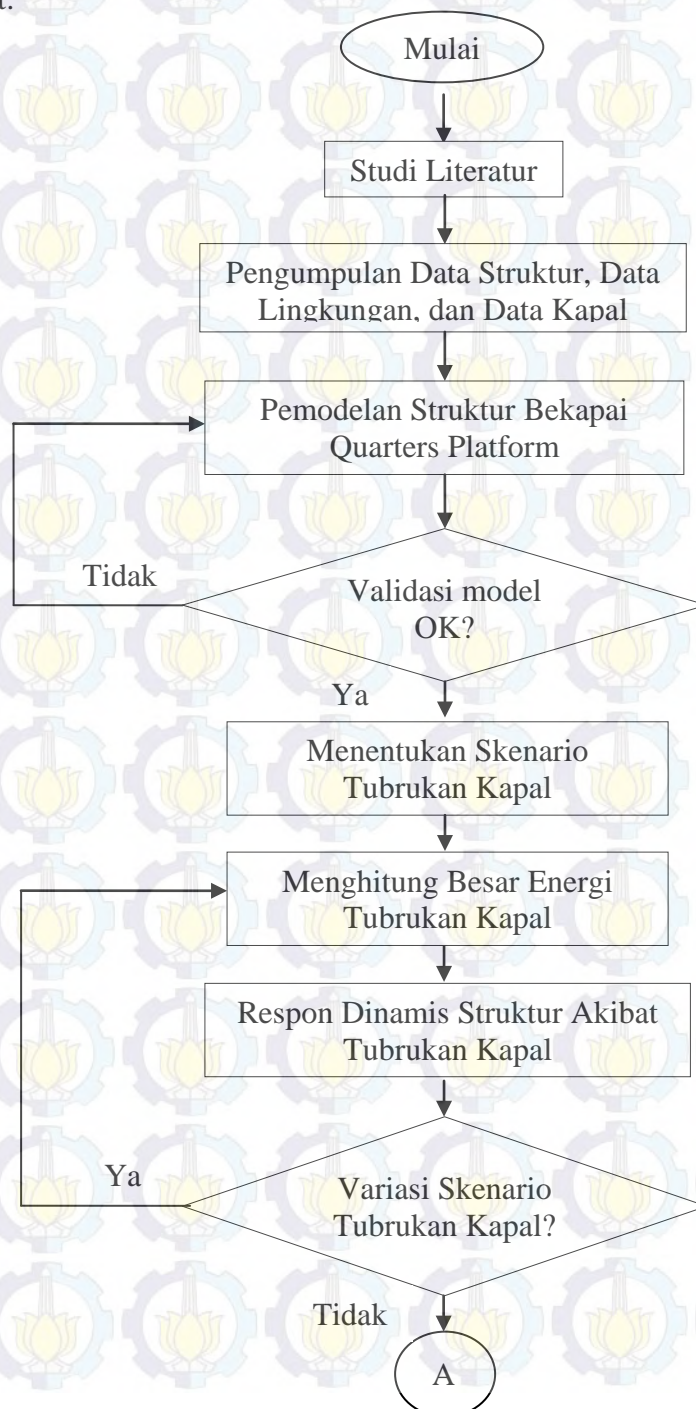 t.
Mulai
Studi Literatur
Pengumpulan Data Struktur, Data
Lingkungan, dan Data Kapal
Pemodelan Struktur Bekapai
Quarters Platform
Tidak
Validasi model
OK?
Ya
Menentukan Skenario
Tubrukan Kapal
Menghitung Besar Energi
Tubrukan Kapal
Respon Dinamis Struktur Akibat
Tubrukan Kapal
Ya
Variasi Skenario
Tubrukan Kapal?
Tidak
A